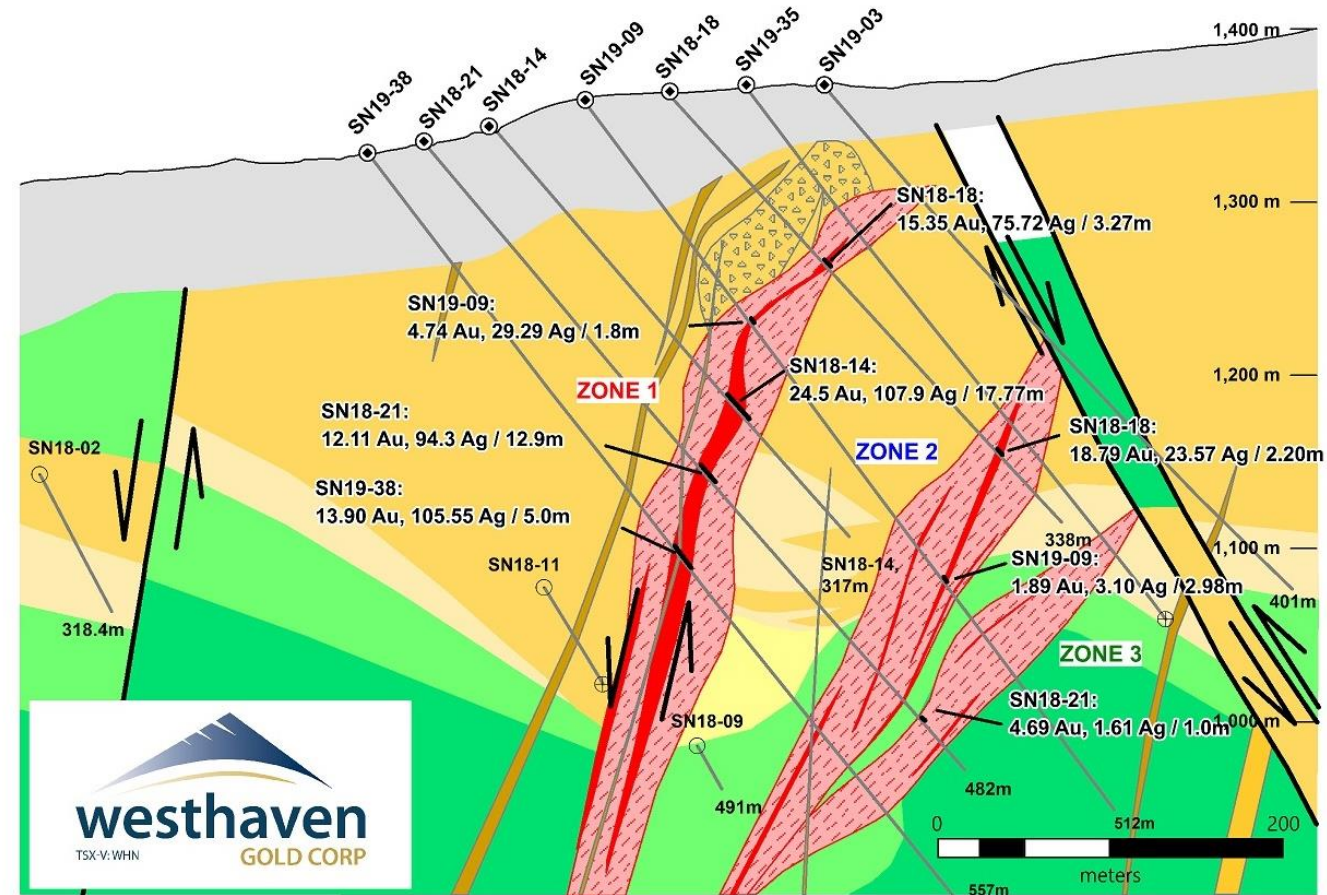 SN19-38
SN18-21
SN18-14
SN19-09
SN18-18
SN19-35
SN19-03
1,400 m
1,300 m
1,200 m
1,100 m
1,000 m
SN18-18:
15.35 Au, 75.72 Ag / 3.27m
SN19-09:
4.74 Au, 29.29 Ag / 1.8m
ZONE 1
SN18-14:
24.5 Au, 107.9 Ag / 17.77m
SN18-21:
12.11 Au, 94.3 Ag / 12.9m
ZONE 2
SN18-18:
18.79 Au, 23.57 Ag / 2.20m
SN18-02
SN19-38:
13.90 Au, 105.55 Ag / 5.0m
338m
SN18-11
SN18-14,
317m
SN19-09:
1.89 Au, 3.10 Ag / 2.98m
401m
318.4m
ZONE 3
SN18-21:
4.69 Au, 1.61 Ag / 1.0m
SN18-09
491m
482m
512m
557m
0
200
meters
westhaven
TSX-V: WHN
GOLD CORP